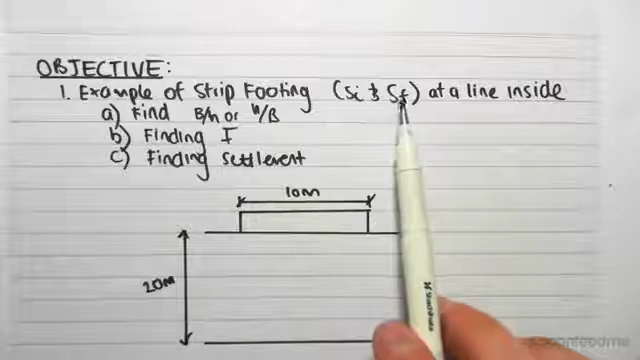 OBJECTIVE:
1. Example of Strip Footing (Si & Sf) at a line inside
a) Find B/h or h/B
b) Finding I
c) Finding Settlement
10m
20m